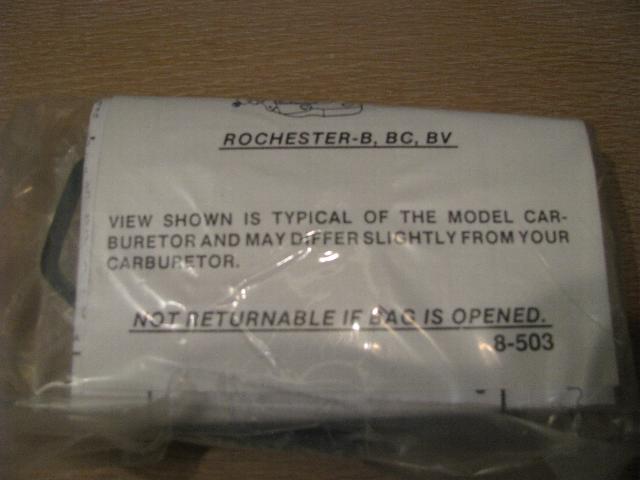 ROCHESTER-B, BC, BV
VIEW SHOWN IS TYPICAL OF THE MODEL CAR-
BURETOR AND MAY DIFFER SLIGHTLY FROM YOUR
CARBURETOR.
NOT RETURNABLE IF BAG IS OPENED.
8-503